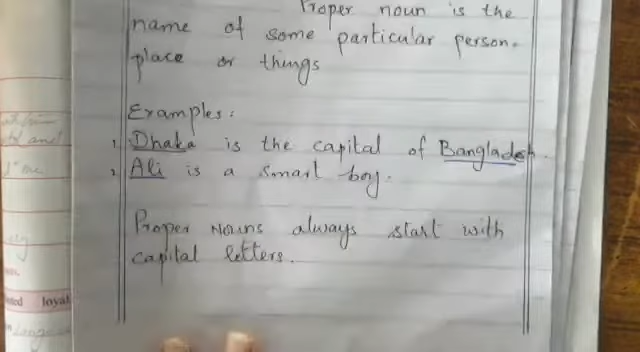 Proper noun is the
name of some particular person.
place or things
Examples:
1. Dhaka is the capital of Bangladesh.
2. Ali is a smart boy.
Proper Nouns always start with
capital letters.
loyal